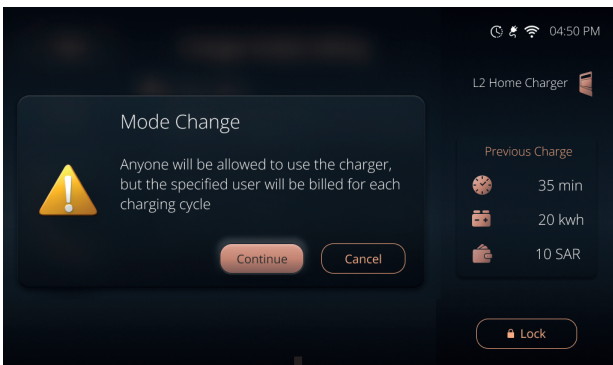 04:50 PM
L2 Home Charger
Mode Change
Anyone will be allowed to use the charger,
but the specified user will be billed for each
charging cycle
Continue
Cancel
Previous Charge
35 min
20 kwh
10 SAR
Lock